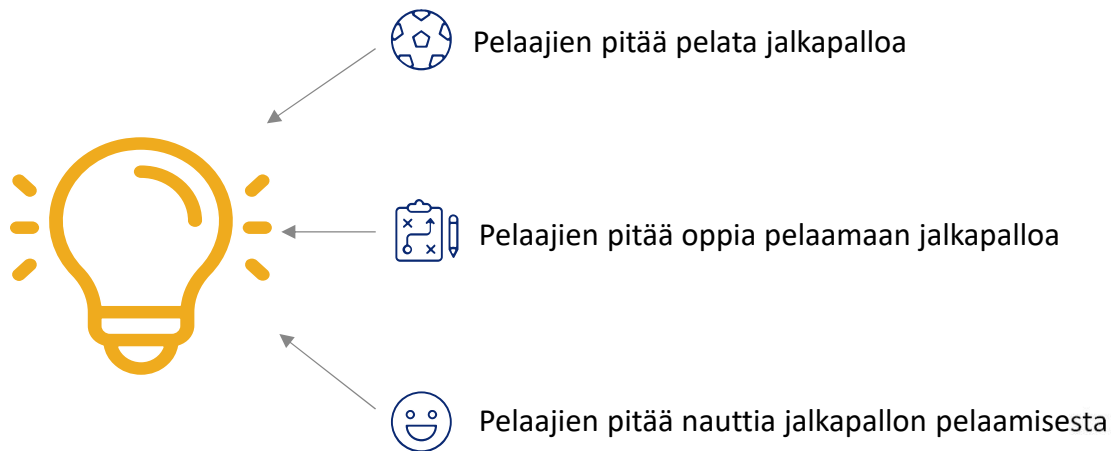 Pelaajien pitää pelata jalkapalloa
Pelaajien pitää oppia pelaamaan jalkapalloa
Pelaajien pitää nauttia jalkapallon pelaamisesta